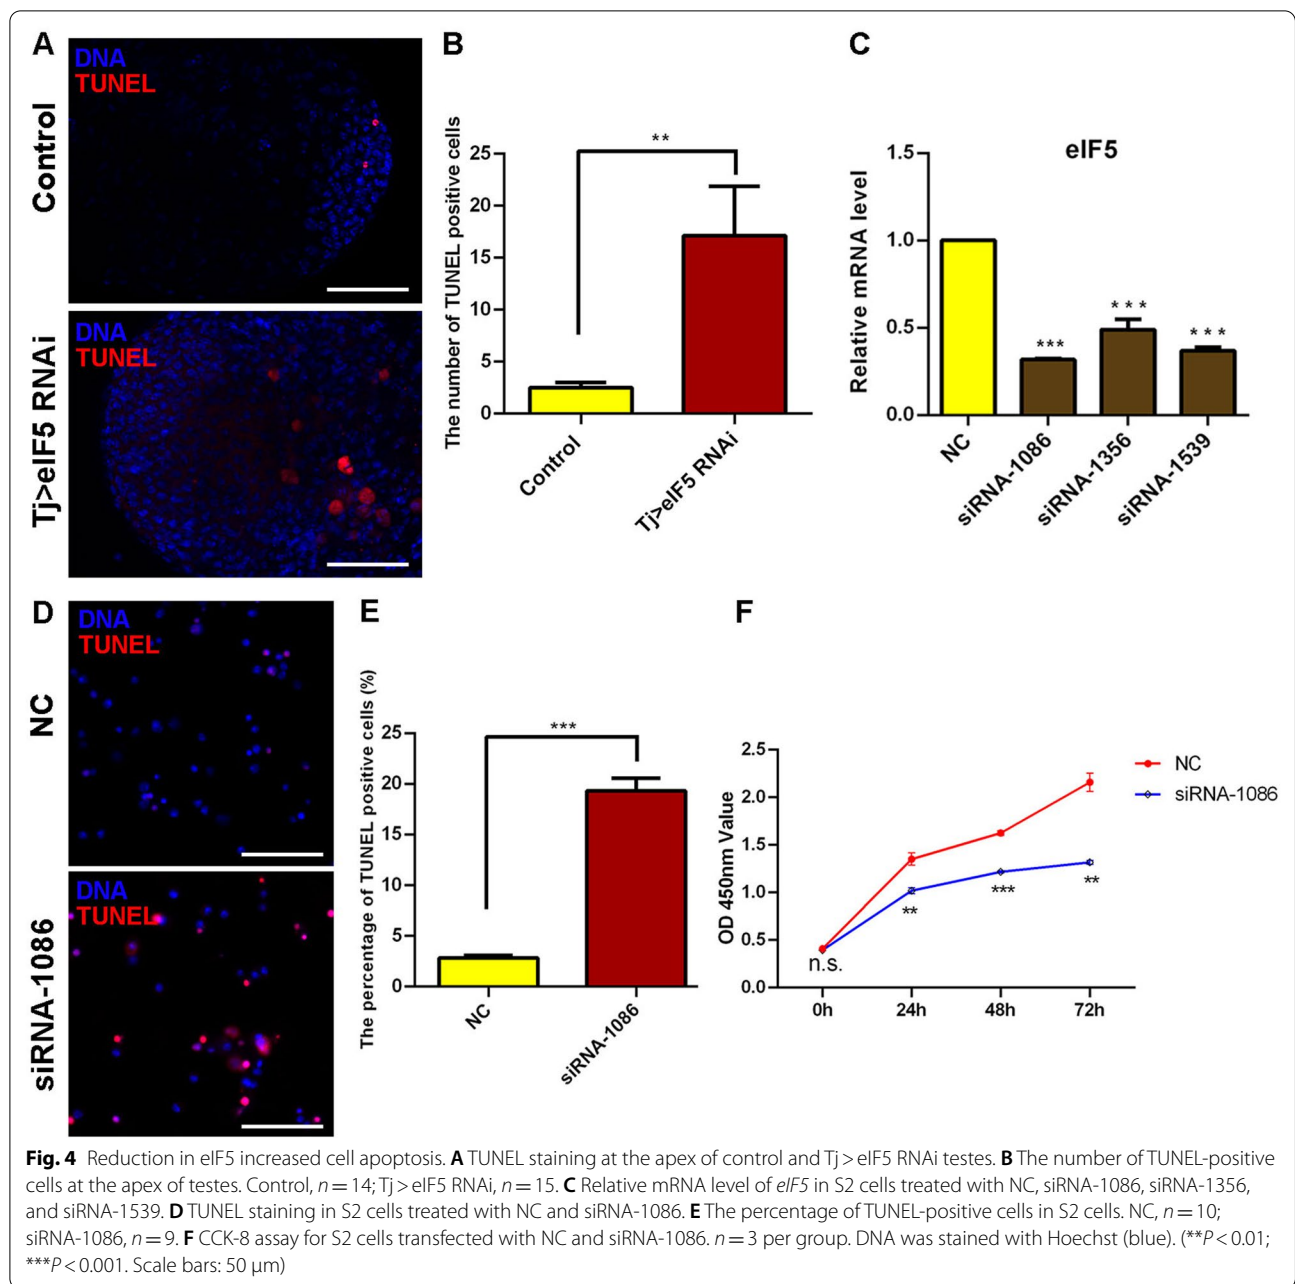 A
DNA
TUNEL
Control
DNA
TUNEL
Tj>eIF5 RNAi
B
The number of TUNEL positive cells
25
20
15
10
5
0
**
Control
Tj>eIF5 RNAi
C
eIF5
Relative mRNA level
1.5
1.0
0.5
0.0
***
* * *
* * *
NC
siRNA-1086
siRNA-1356
siRNA-1539
D
DNA
TUNEL
NC
DNA
TUNEL
siRNA-1086
E
The percentage of TUNEL positive cells (%)
25
20
15
10
5
0
***
NC
siRNA-1086
F
OD 450nm Value
2.5
2.0
1.5
1.0
0.5
0.0
n.s.
**
***
**
0h
24h
48h
72h
NC
siRNA-1086
Fig. 4 Reduction in eIF5 increased cell apoptosis. A TUNEL staining at the apex of control and Tj > eIF5 RNAi testes. B The number of TUNEL-positive
cells at the apex of testes. Control, n = 14; Tj > eIF5 RNAi, n = 15. C Relative mRNA level of eIF5 in S2 cells treated with NC, siRNA-1086, siRNA-1356,
and siRNA-1539. D TUNEL staining in S2 cells treated with NC and siRNA-1086. E The percentage of TUNEL-positive cells in S2 cells. NC, n = 10;
siRNA-1086, n = 9. F CCK-8 assay for S2 cells transfected with NC and siRNA-1086. n = 3 per group. DNA was stained with Hoechst (blue). (**P < 0.01;
***P < 0.001. Scale bars: 50 μm)